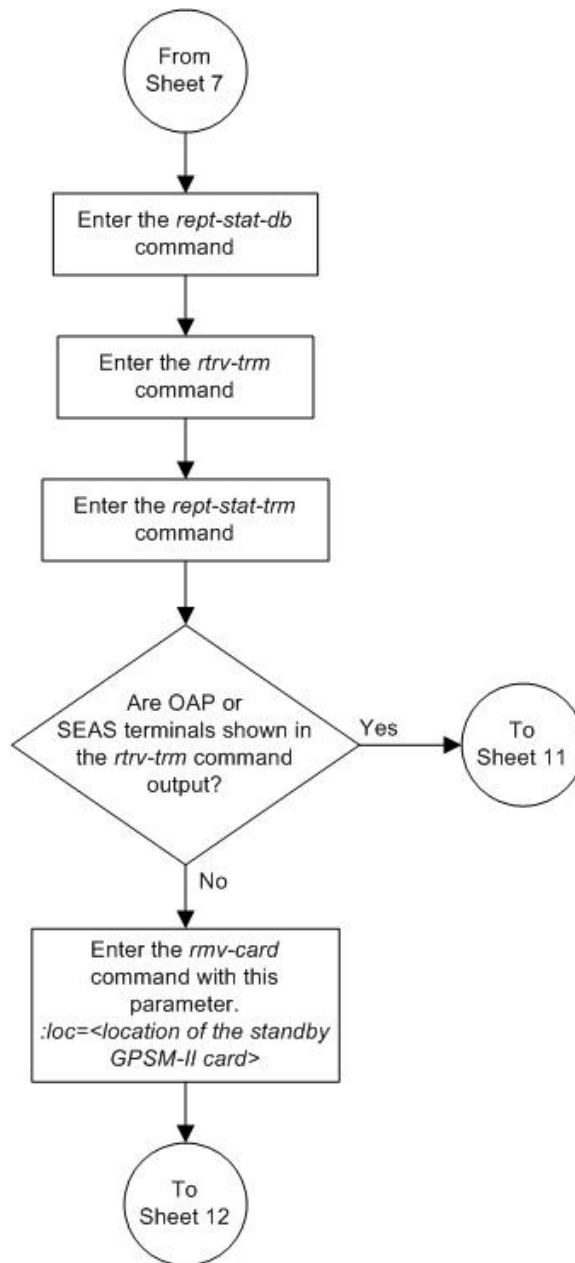 From
Sheet 7
Enter the rept-stat-db
command
Enter the rtrv-trm
command
Enter the rept-stat-trm
command
Are OAP or
SEAS terminals shown in
the rtrv-trm command
output?
Yes
To
Sheet 11
No
Enter the rmv-card
command with this
parameter.
:loc=<location of the standby
GPSM-II card>
To
Sheet 12